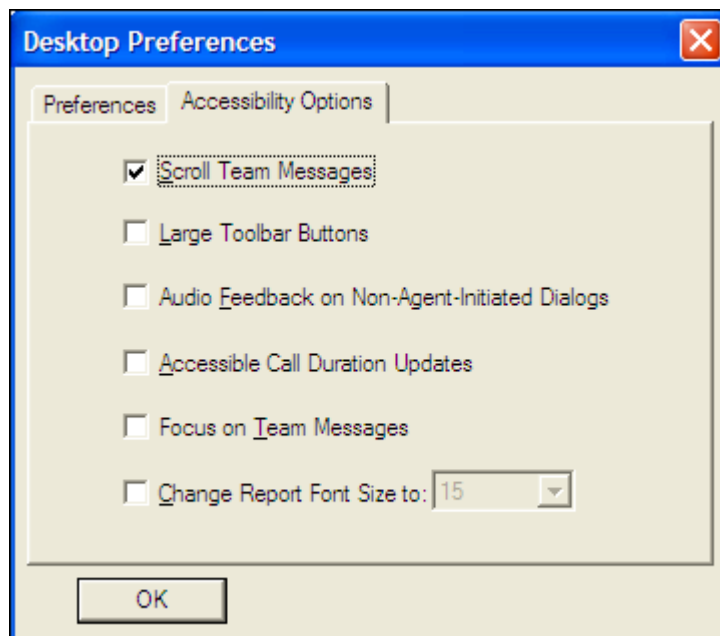 Desktop Preferences
Preferences Accessibility Options
Scroll Team Messages
Large Toolbar Buttons
Audio Feedback on Non-Agent-Initiated Dialogs
Accessible Call Duration Updates
Focus on Team Messages
Change Report Font Size to: 15
OK